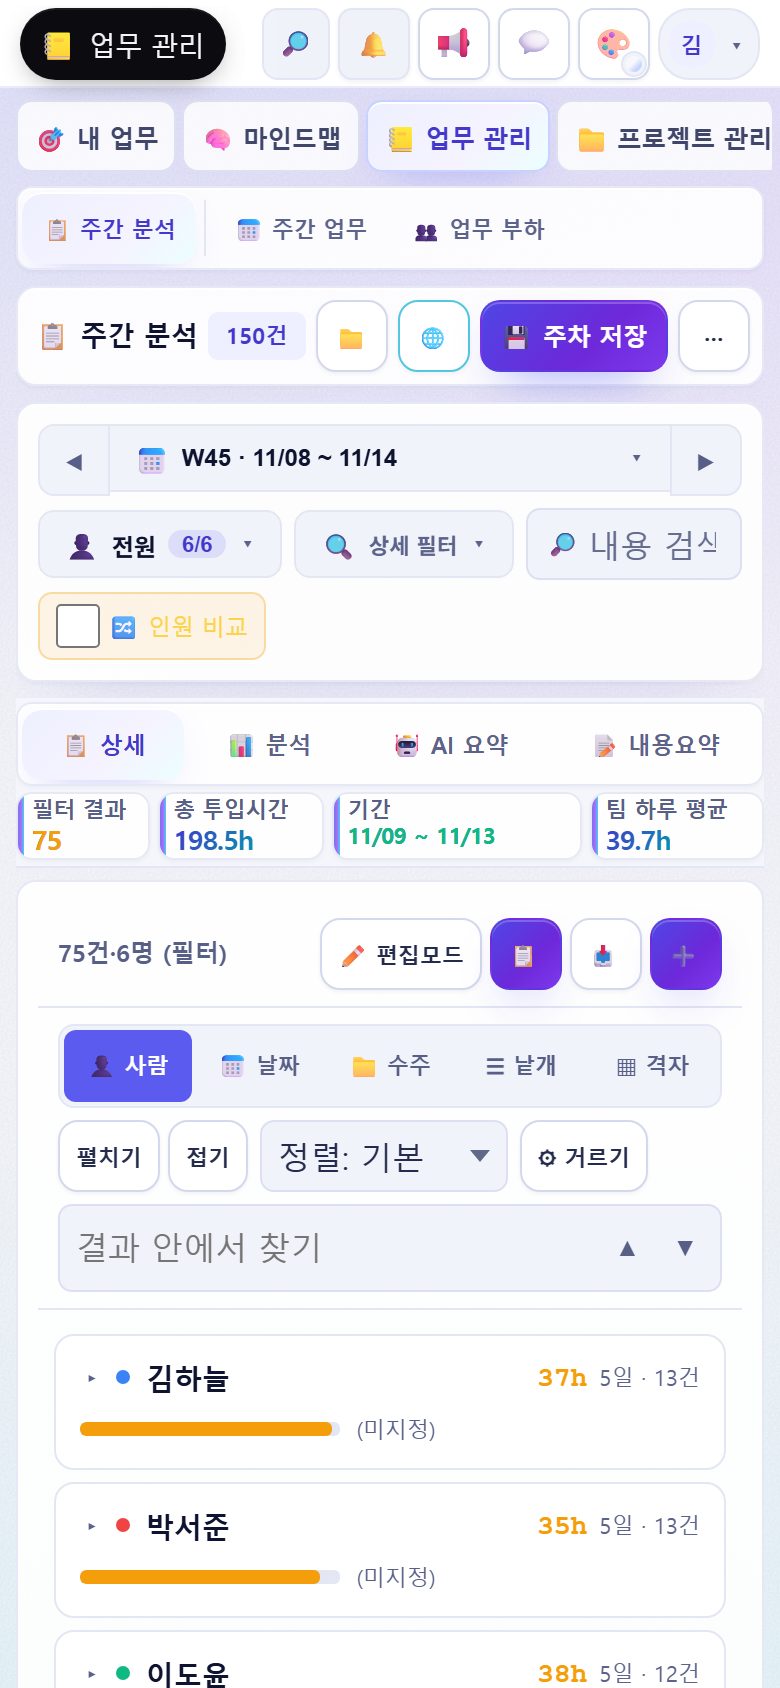 업무 관리
김
내 업무 마인드맵 업무 관리 프로젝트 관리
주간 분석 주간 업무 업무 부하
주간 분석 150건 주차 저장 ...
◀ W45 · 11/08 ~ 11/14 ▼ ▶
전원 6/6 ▼ 상세 필터 ▼ 내용 검색
인원 비교
상세 분석 AI 요약 내용요약
필터 결과 총 투입시간 기간 팀 하루 평균
75 198.5h 11/09 ~ 11/13 39.7h
75건·6명 (필터) 편집모드
사람 날짜 수주 ☰ 낱개 ▦ 격자
펼치기 접기 정렬: 기본 ⚙ 거르기
결과 안에서 찾기 ▲ ▼
▸ 김하늘 37h 5일 · 13건
(미지정)
▸ 박서준 35h 5일 · 13건
(미지정)
▸ 이도윤 38h 5일 · 12건